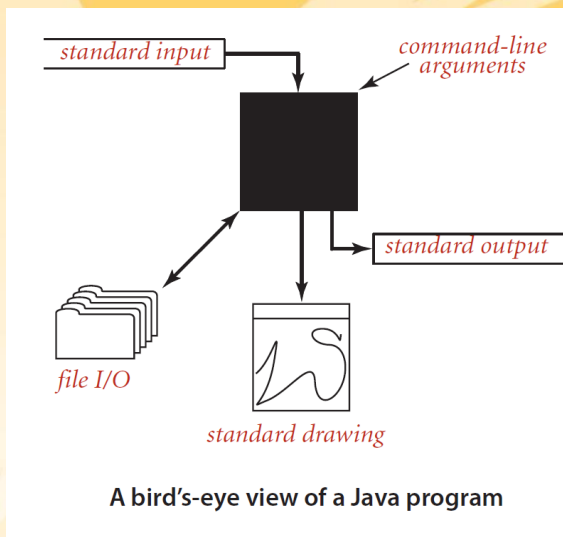 standard input
command-line
arguments
standard output
file I/O
standard drawing
A bird's-eye view of a Java program